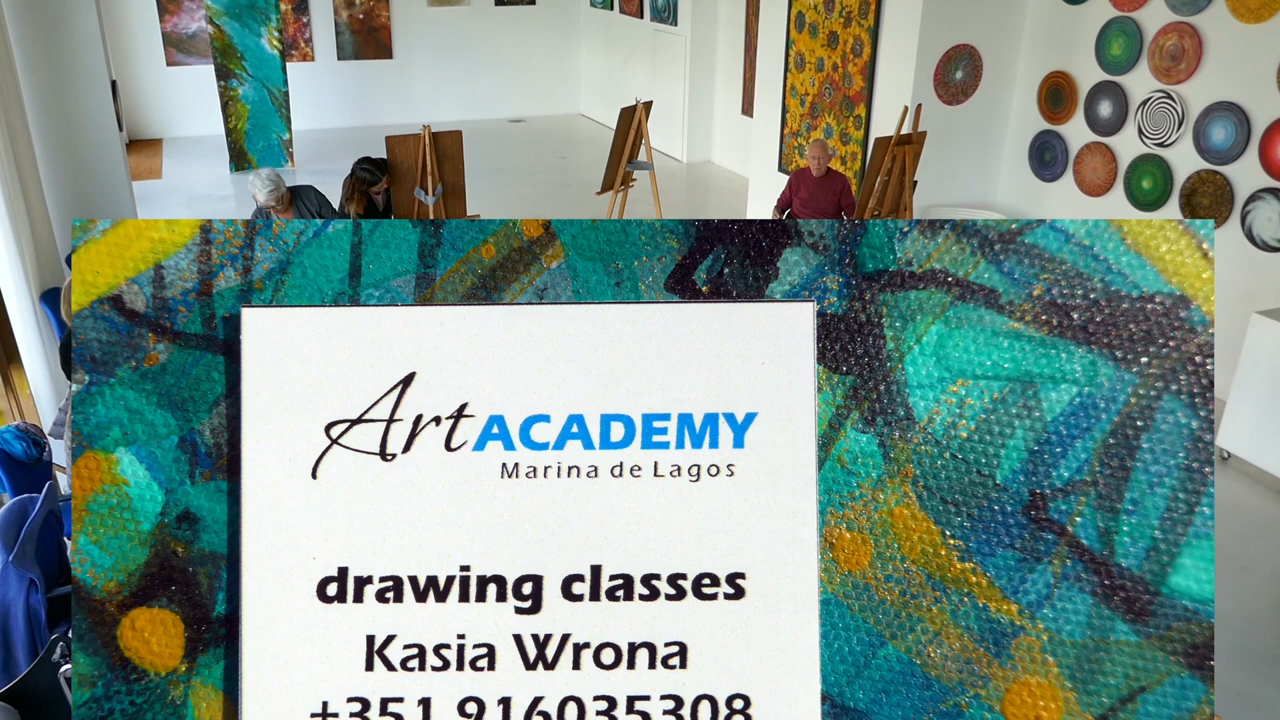 Art ACADEMY
Marina de Lagos
drawing classes
Kasia Wrona
+351 916035308